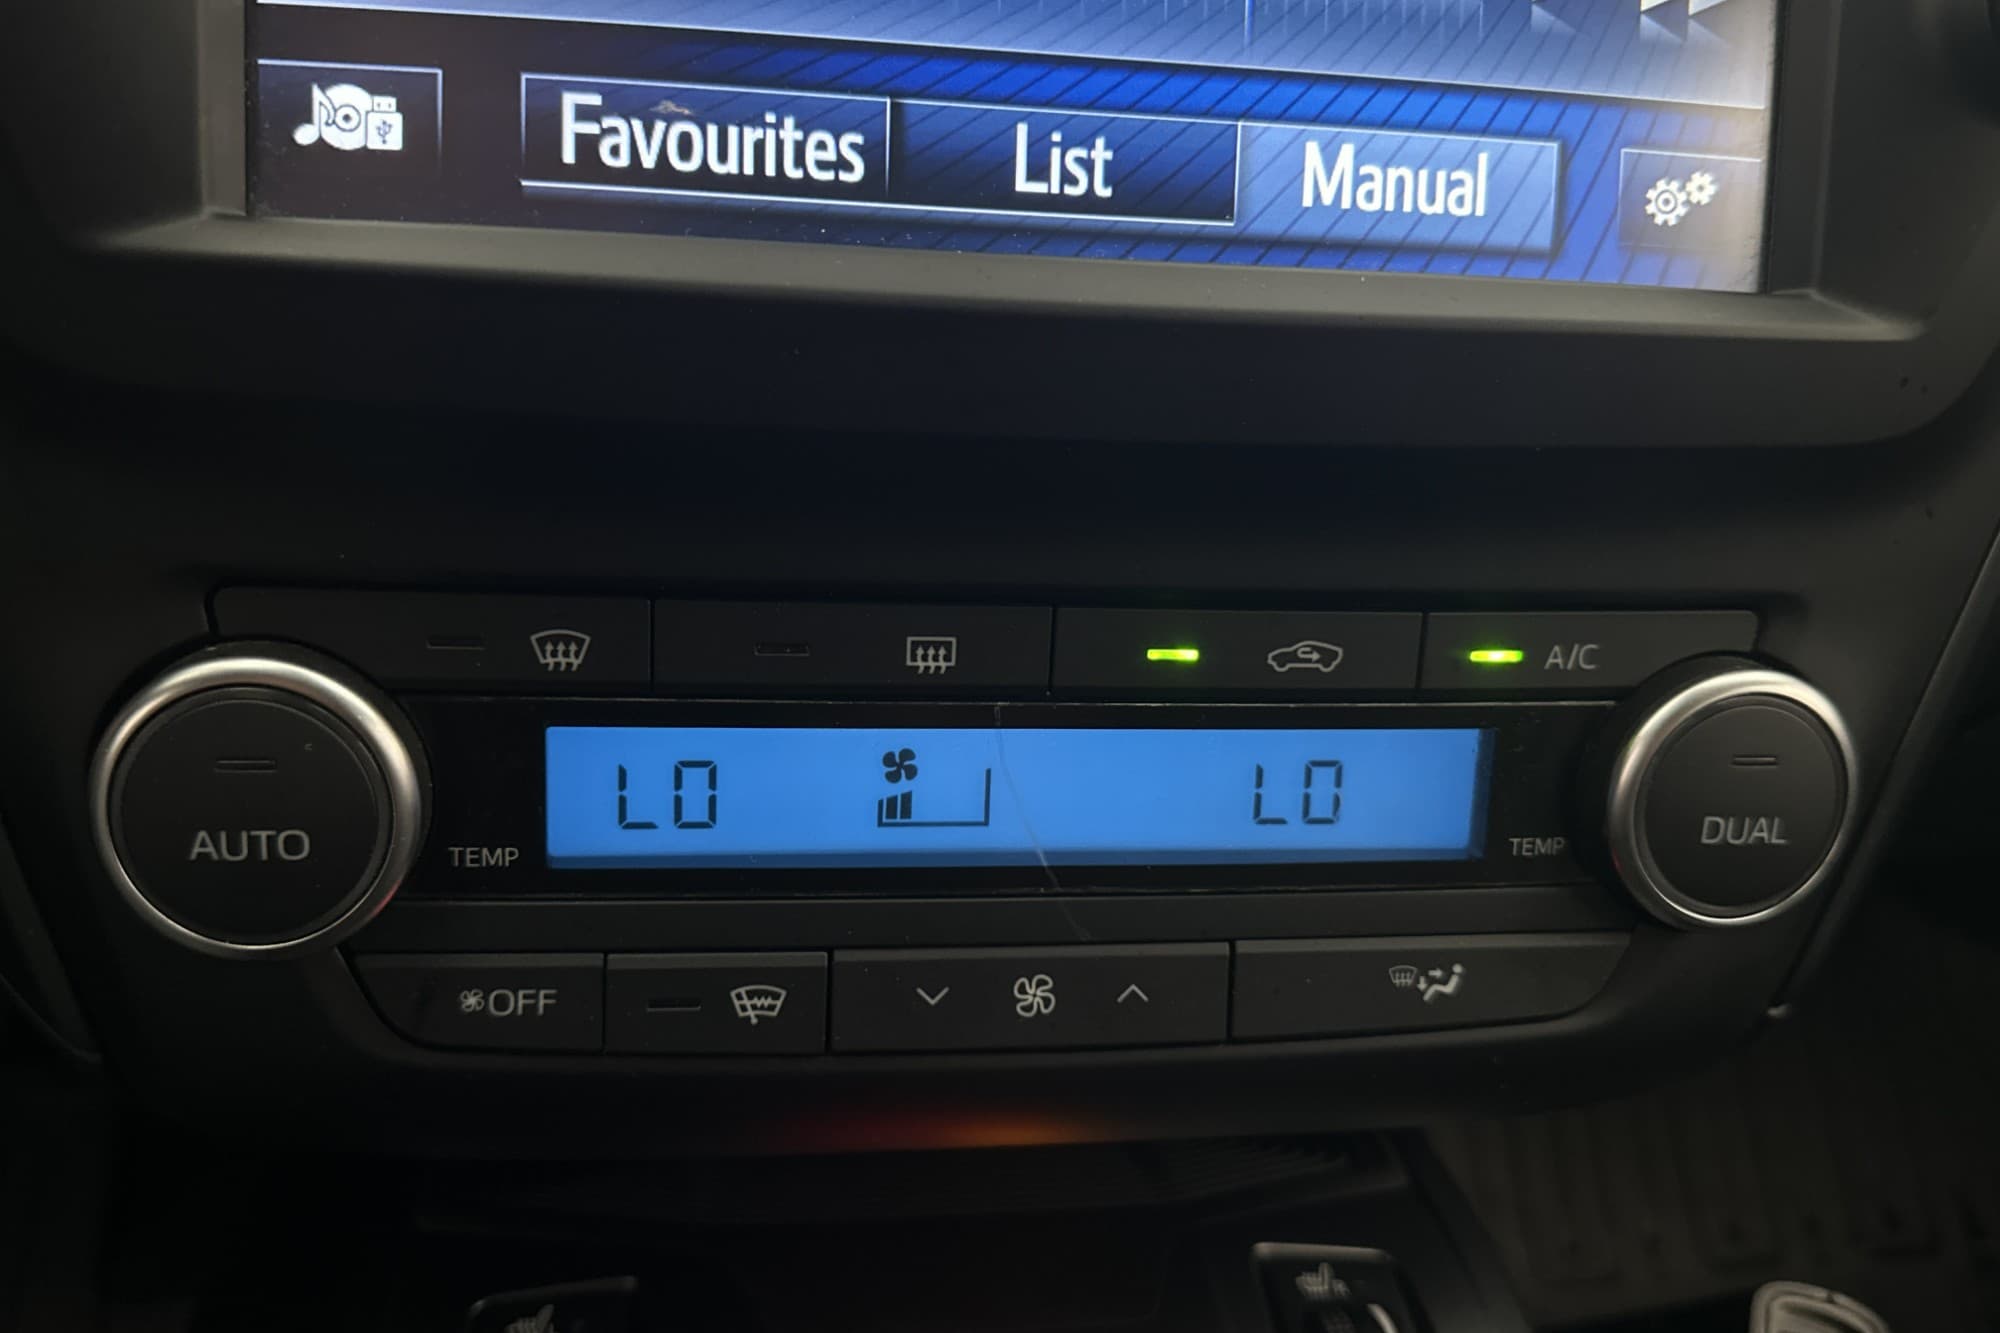 Favourites List Manual
A/C
LO LO
AUTO TEMP TEMP DUAL
OFF